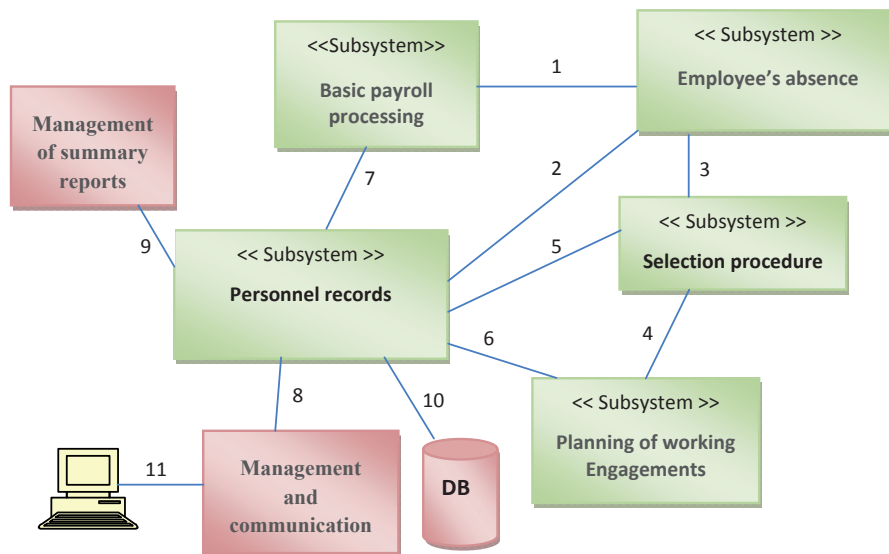 <<Subsystem>>
Basic payroll
processing
1
<< Subsystem >>
Employee's absence
Management
of summary
reports
7
2
3
9
<< Subsystem >>
Personnel records
5
<< Subsystem >>
Selection procedure
6
4
8
10
<< Subsystem >>
Planning of working
Engagements
11
Management
and
communication
DB